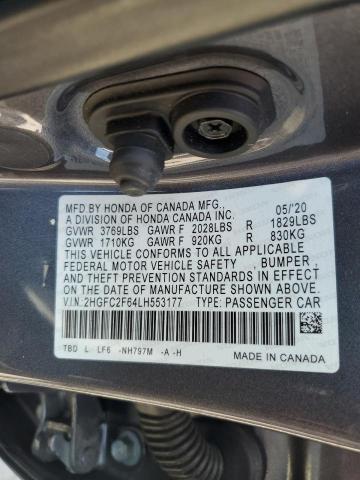 MFD BY HONDA OF CANADA MFG., 05/'20
A DIVISION OF HONDA CANADA INC.
GVWR 3769LBS GAWR F 2028LBS R 1829LBS
GVWR 1710KG GAWR F 920KG R 830KG
THIS VEHICLE CONFORMS TO ALL APPLICABLE
FEDERAL MOTOR VEHICLE SAFETY , BUMPER ,
AND THEFT PREVENTION STANDARDS IN EFFECT
ON THE DATE OF MANUFACTURE SHOWN ABOVE.
V.I.N: 2HGFC2F64LH553177 TYPE: PASSENGER CAR
TBD L LF6 -NH797M -A -H MADE IN CANADA